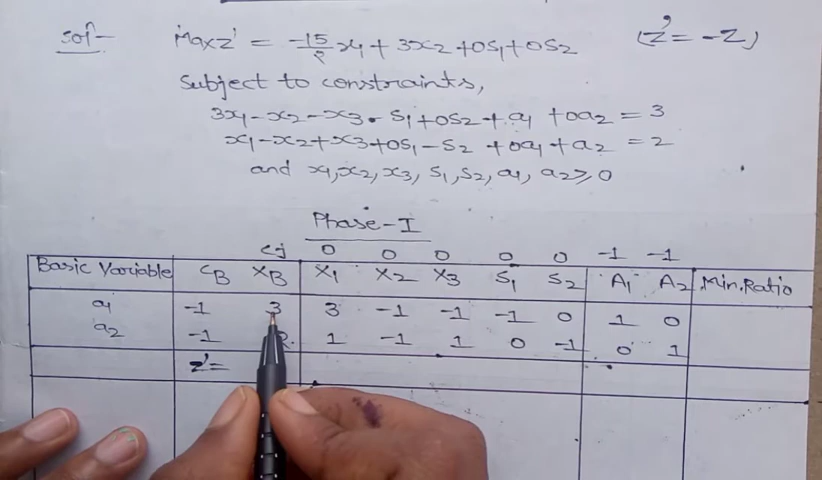 Sol:-
Max z' = -15/2 x1 + 3x2 + 0s1 + 0s2 (z' = -z)
Subject to constraints,
3x1 - x2 - x3 - s1 + 0s2 + a1 + 0a2 = 3
x1 - x2 + x3 + 0s1 - s2 + 0a1 + a2 = 2
and x1, x2, x3, s1, s2, a1, a2 ≥ 0
Phase-I
Cj 0 0 0 0 0 -1 -1
Basic Variable CB XB X1 X2 X3 S1 S2 A1 A2 Min. Ratio
a1 -1 3 3 -1 -1 -1 0 1 0
a2 -1 1 -1 1 0 -1 0 1
z' =